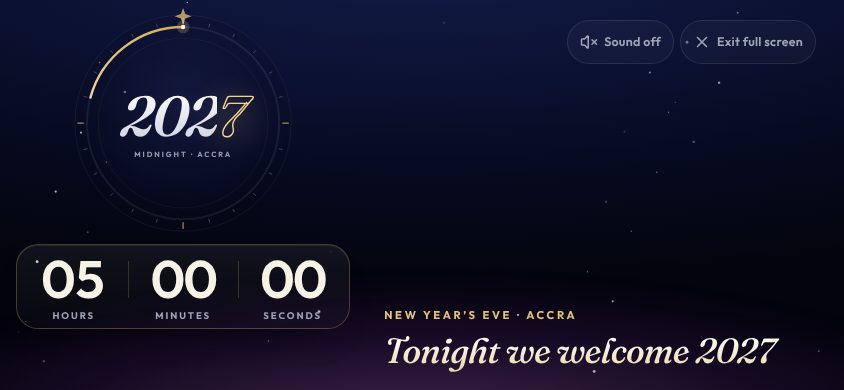 Sound off
Exit full screen
2027
MIDNIGHT · ACCRA
05 00 00
HOURS MINUTES SECONDS
NEW YEAR'S EVE · ACCRA
Tonight we welcome 2027